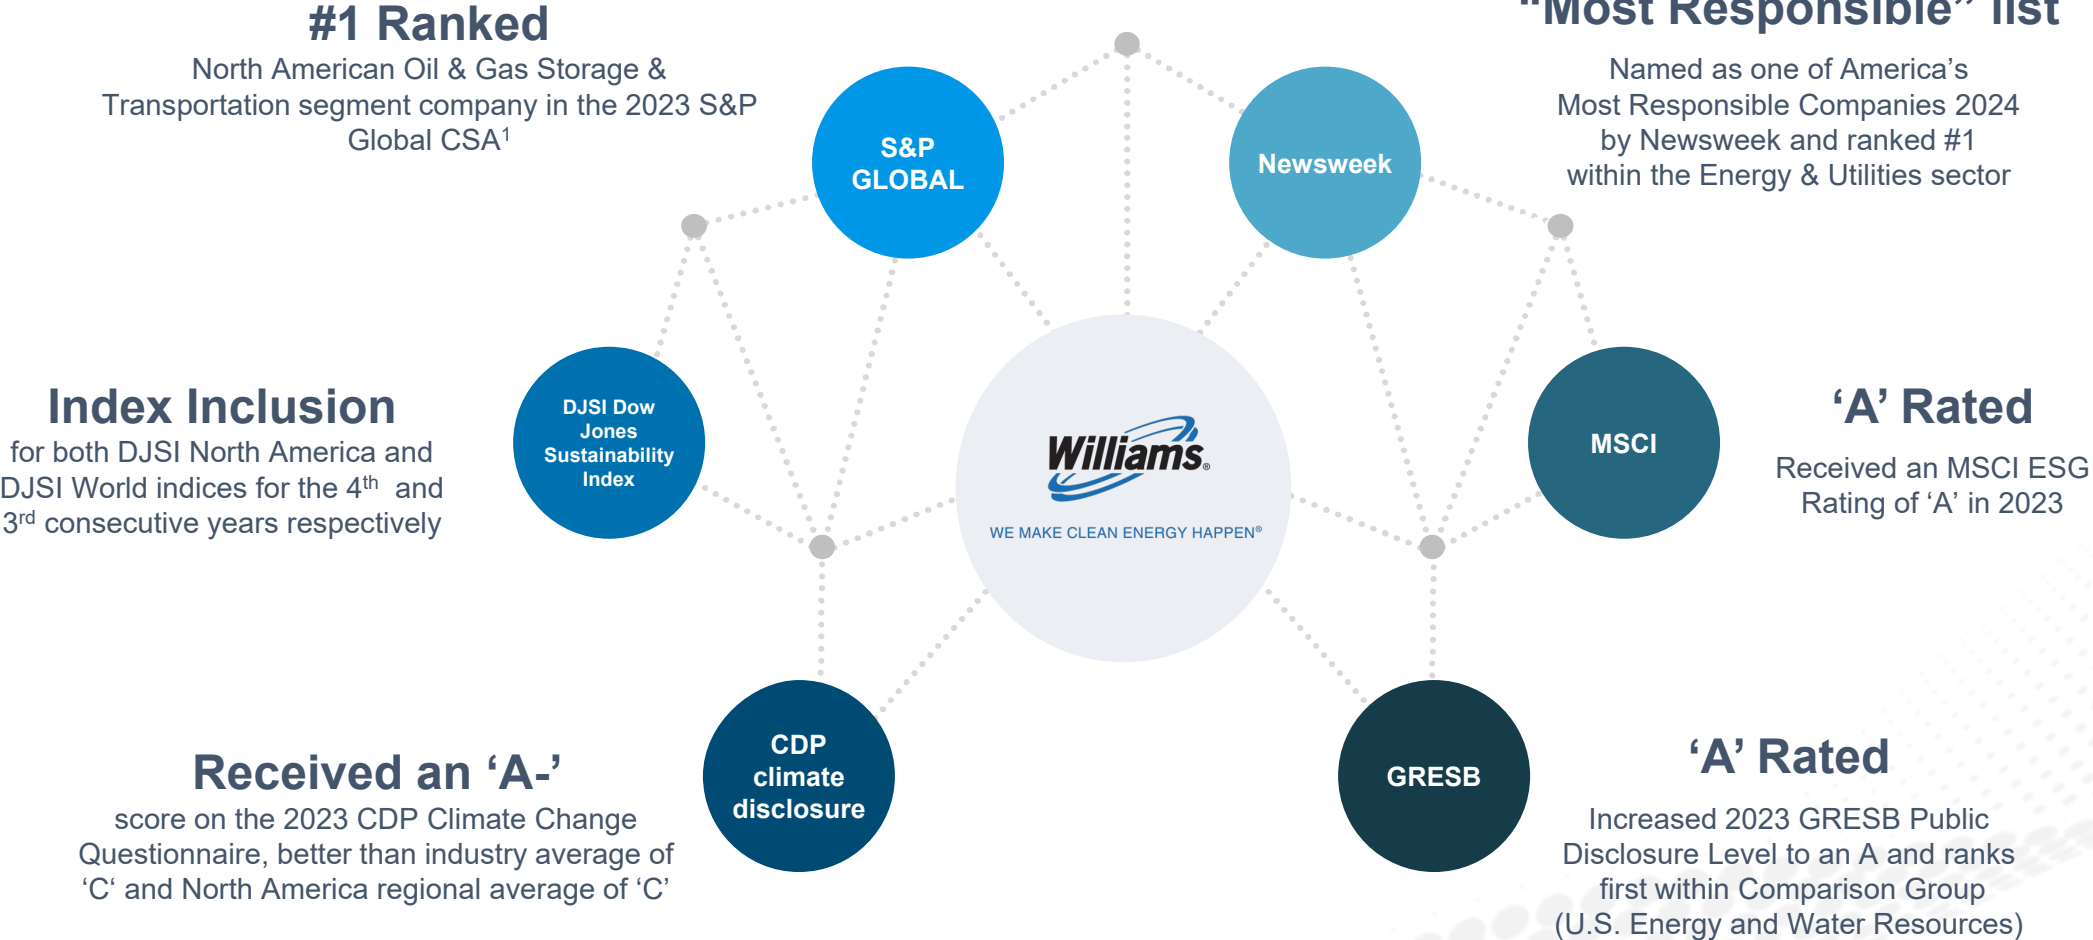 #1 Ranked
North American Oil & Gas Storage &
Transportation segment company in the 2023 S&P
Global CSA¹
“Most Responsible” list
Named as one of America’s
Most Responsible Companies 2024
by Newsweek and ranked #1
within the Energy & Utilities sector
S&P
GLOBAL
Newsweek
Index Inclusion
for both DJSI North America and
DJSI World indices for the 4th and
3rd consecutive years respectively
DJSI Dow
Jones
Sustainability
Index
Williams®
WE MAKE CLEAN ENERGY HAPPEN®
MSCI
‘A’ Rated
Received an MSCI ESG
Rating of ‘A’ in 2023
Received an ‘A-’
score on the 2023 CDP Climate Change
Questionnaire, better than industry average of
‘C‘ and North America regional average of ‘C’
CDP
climate
disclosure
GRESB
‘A’ Rated
Increased 2023 GRESB Public
Disclosure Level to an A and ranks
first within Comparison Group
(U.S. Energy and Water Resources)